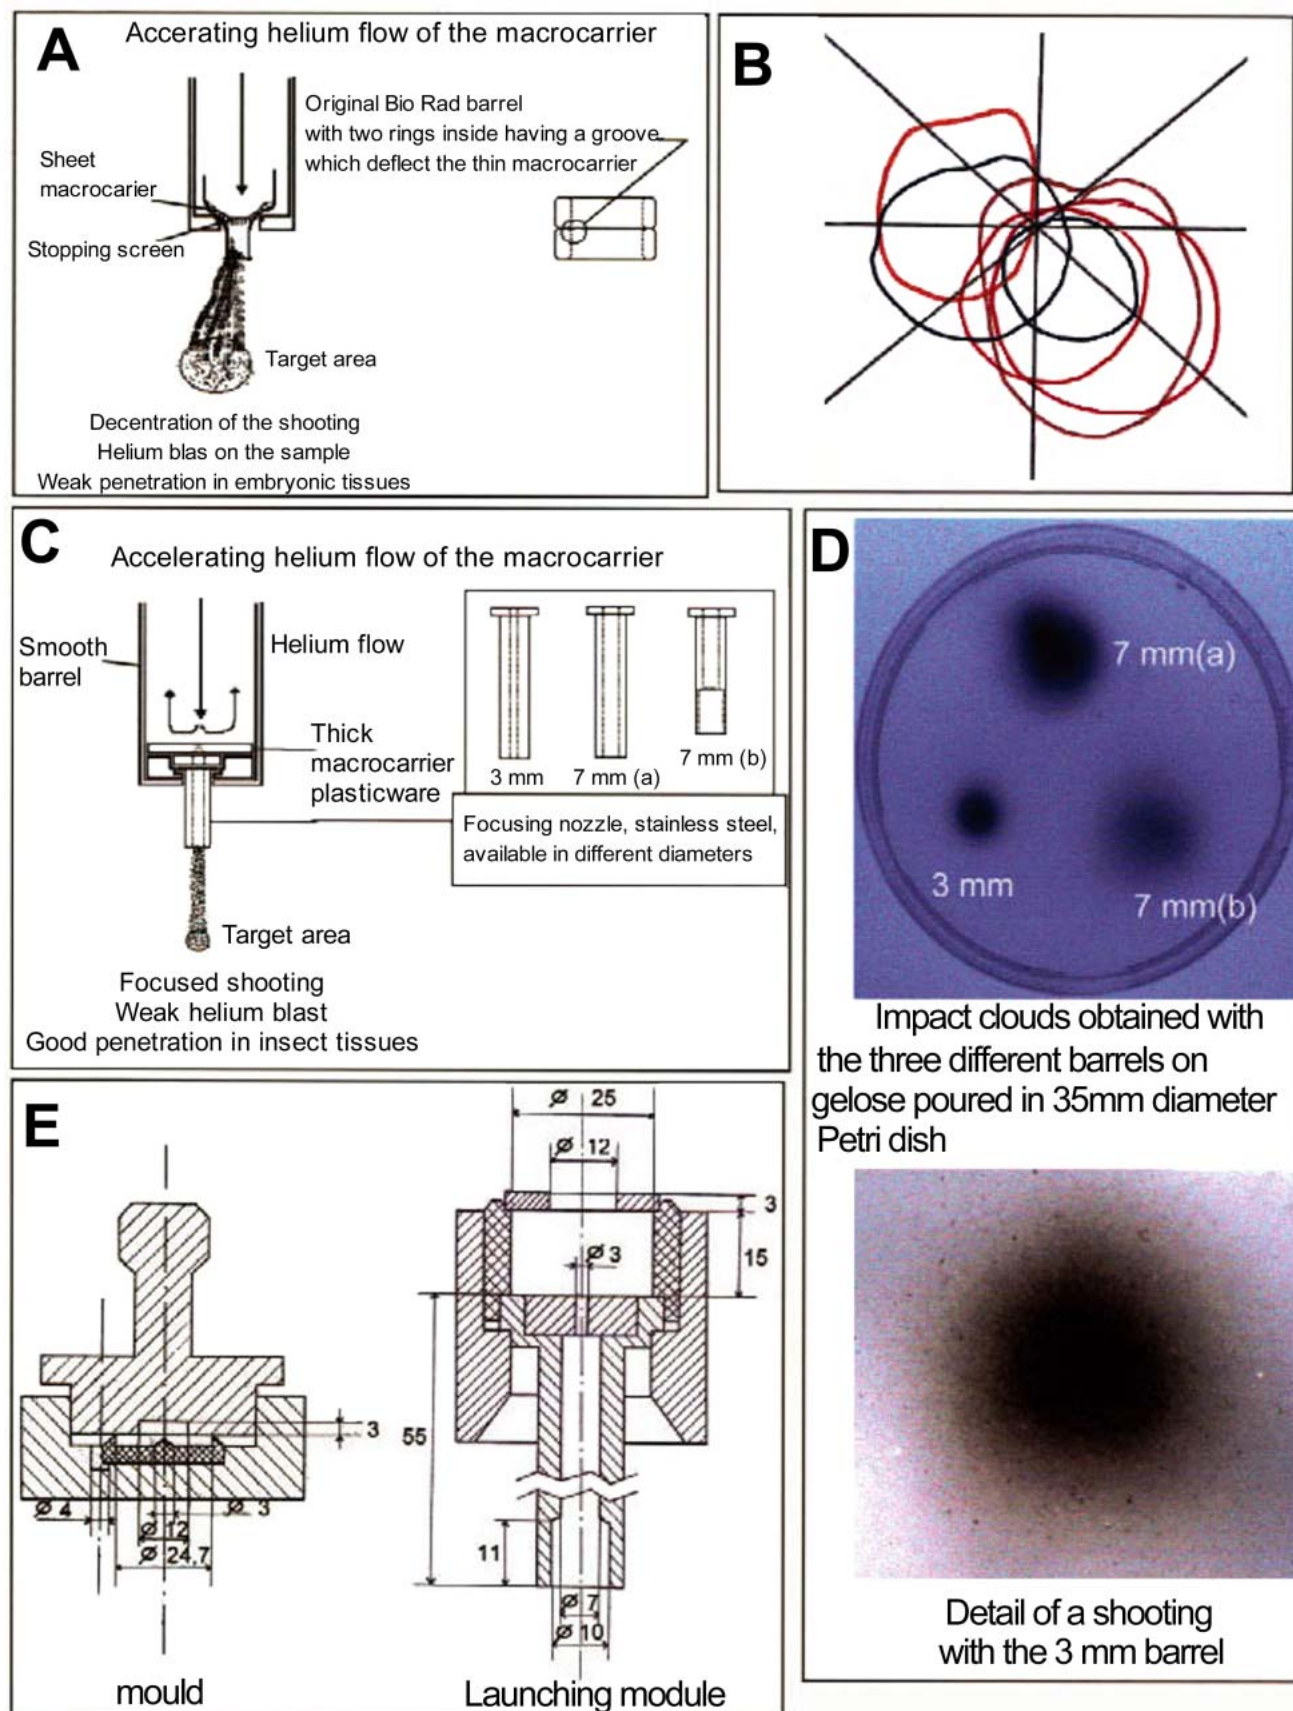 A
Accerating helium flow of the macrocarrier
Original Bio Rad barrel
with two rings inside having a groove
which deflect the thin macrocarrier
Sheet
macrocarier
Stopping screen
Target area
Decentration of the shooting
Helium blas on the sample
Weak penetration in embryonic tissues
B
C
Accelerating helium flow of the macrocarrier
Smooth
barrel
Helium flow
Thick
macrocarrier
plasticware
3 mm
7 mm (a)
7 mm (b)
Focusing nozzle, stainless steel,
available in different diameters
Target area
Focused shooting
Weak helium blast
Good penetration in insect tissues
D
7 mm(a)
3 mm
7 mm(b)
Impact clouds obtained with
the three different barrels on
gelose poured in 35mm diameter
Petri dish
Detail of a shooting
with the 3 mm barrel
E
3
Ø 4
Ø 3
Ø 12
Ø 24,7
mould
Ø 25
Ø 12
3
Ø 3
15
55
11
Ø 7
Ø 10
Launching module